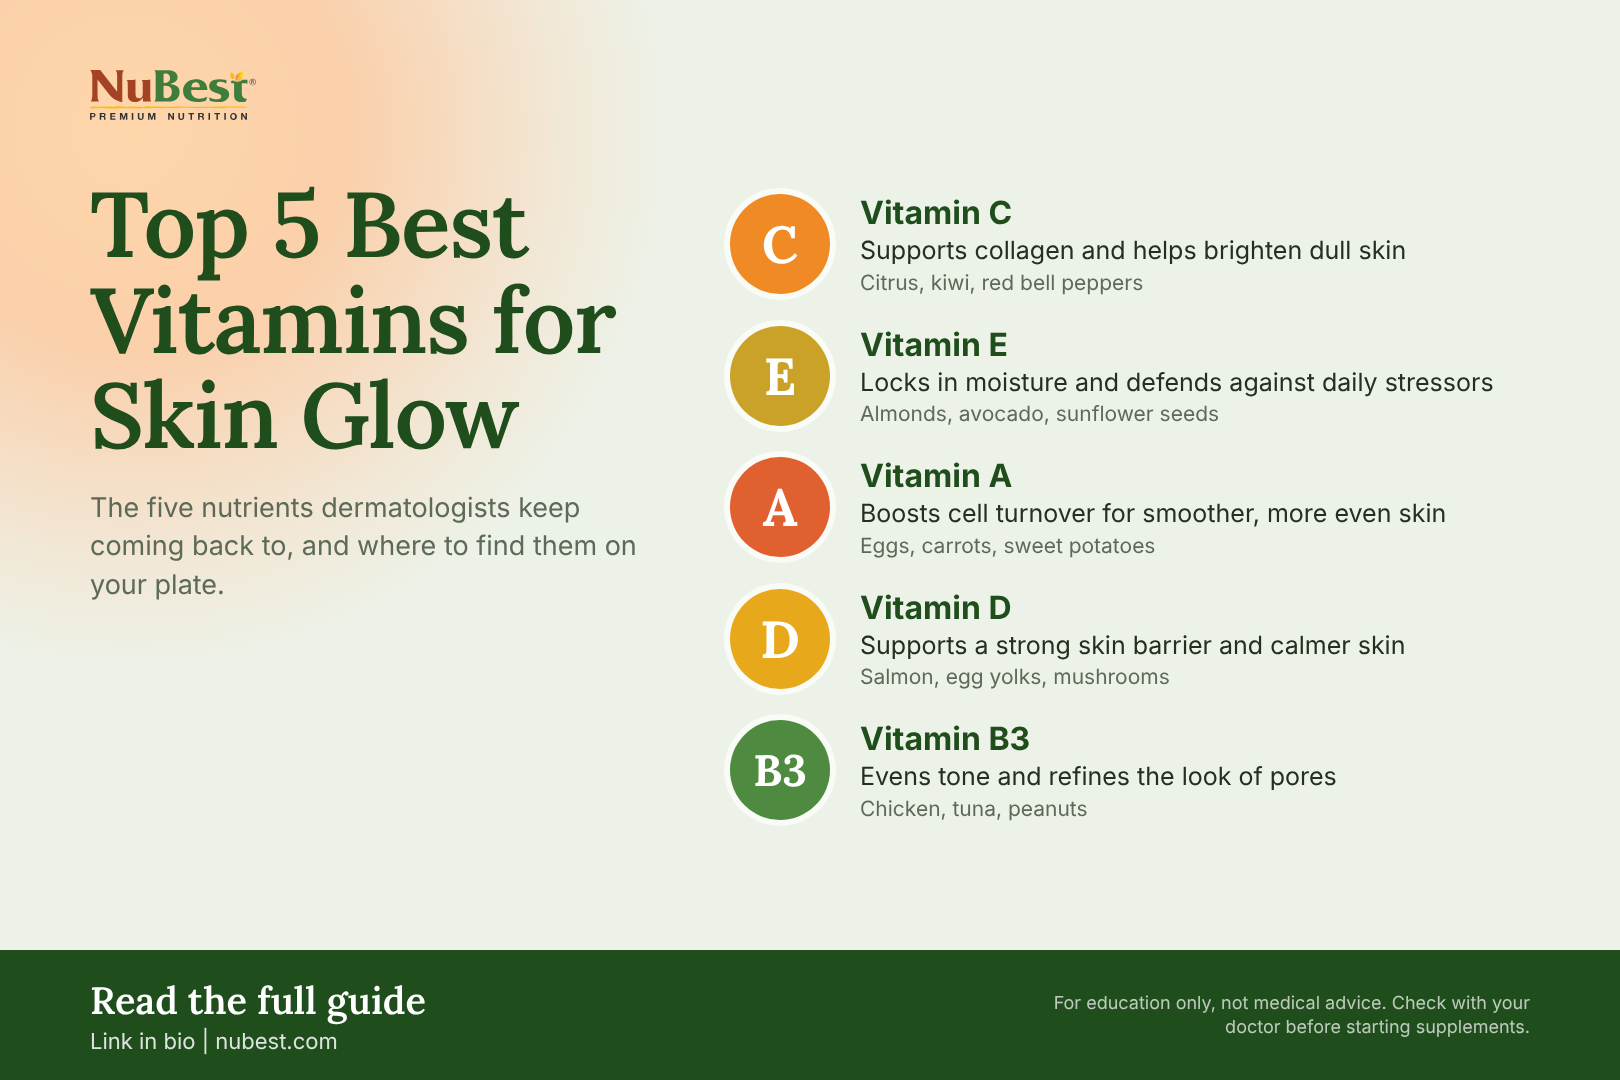 NuBest®
PREMIUM NUTRITION
Top 5 Best
Vitamins for
Skin Glow
The five nutrients dermatologists keep
coming back to, and where to find them on
your plate.
C
Vitamin C
Supports collagen and helps brighten dull skin
Citrus, kiwi, red bell peppers
E
Vitamin E
Locks in moisture and defends against daily stressors
Almonds, avocado, sunflower seeds
A
Vitamin A
Boosts cell turnover for smoother, more even skin
Eggs, carrots, sweet potatoes
D
Vitamin D
Supports a strong skin barrier and calmer skin
Salmon, egg yolks, mushrooms
B3
Vitamin B3
Evens tone and refines the look of pores
Chicken, tuna, peanuts
Read the full guide
Link in bio | nubest.com
For education only, not medical advice. Check with your
doctor before starting supplements.